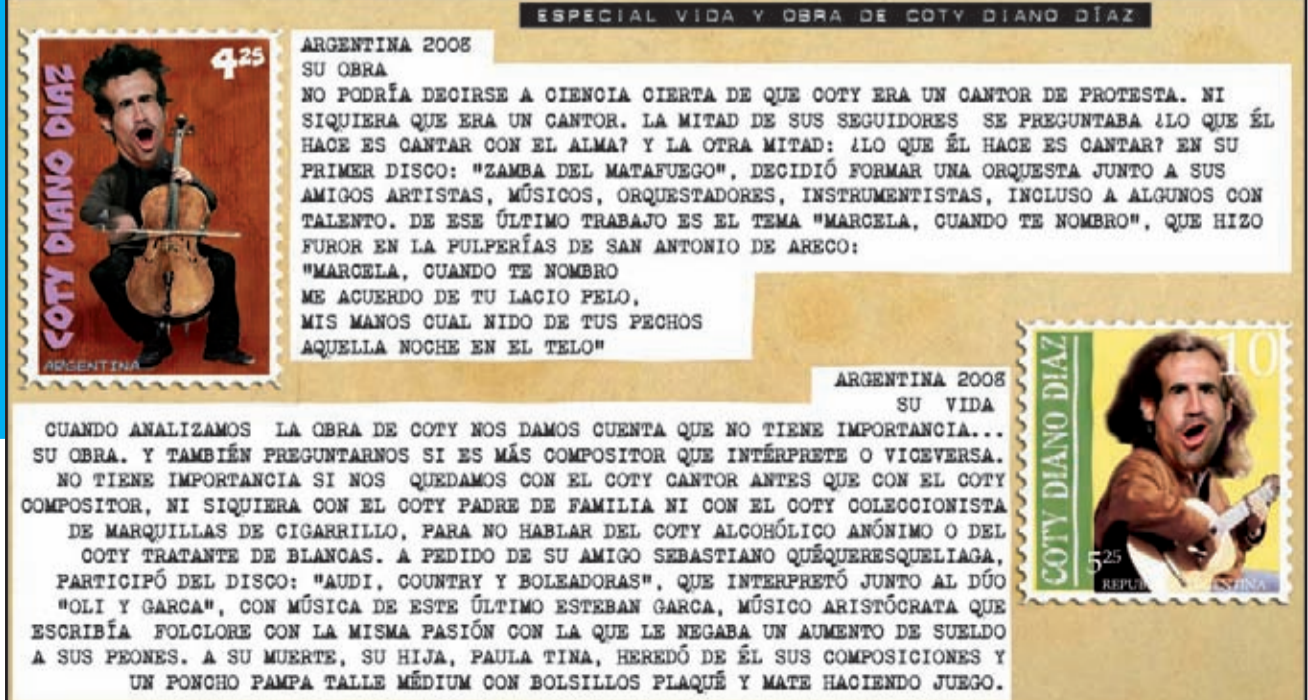 ESPECIAL VIDA Y OBRA DE COTY DIANO DÍAZ
4.25
COTY DIANO DIAZ
ARGENTINA
ARGENTINA 2008
SU OBRA
NO PODRÍA DECIRSE A CIENCIA CIERTA DE QUE COTY ERA UN CANTOR DE PROTESTA. NI
SIQUIERA QUE ERA UN CANTOR. LA MITAD DE SUS SEGUIDORES SE PREGUNTABA ¿LO QUE ÉL
HACE ES CANTAR CON EL ALMA? Y LA OTRA MITAD: ¿LO QUE ÉL HACE ES CANTAR? EN SU
PRIMER DISCO: "ZAMBA DEL MATAFUEGO", DECIDIÓ FORMAR UNA ORQUESTA JUNTO A SUS
AMIGOS ARTISTAS, MÚSICOS, ORQUESTADORES, INSTRUMENTISTAS, INCLUSO A ALGUNOS CON
TALENTO. DE ESE ÚLTIMO TRABAJO ES EL TEMA "MARCELA, CUANDO TE NOMBRO", QUE HIZO
FUROR EN LA PULPERÍAS DE SAN ANTONIO DE ARECO:
"MARCELA, CUANDO TE NOMBRO
ME ACUERDO DE TU LACIO PELO,
MIS MANOS CUAL NIDO DE TUS PECHOS
AQUELLA NOCHE EN EL TELO"
ARGENTINA 2008
SU VIDA
CUANDO ANALIZAMOS LA OBRA DE COTY NOS DAMOS CUENTA QUE NO TIENE IMPORTANCIA...
SU OBRA. Y TAMBIÉN PREGUNTARNOS SI ES MÁS COMPOSITOR QUE INTÉRPRETE O VICEVERSA.
NO TIENE IMPORTANCIA SI NOS QUEDAMOS CON EL COTY CANTOR ANTES QUE CON EL COTY
COMPOSITOR, NI SIQUIERA CON EL COTY PADRE DE FAMILIA NI CON EL COTY COLECCIONISTA
DE MARQUILLAS DE CIGARRILLO, PARA NO HABLAR DEL COTY ALCOHÓLICO ANÓNIMO O DEL
COTY TRATANTE DE BLANCAS. A PEDIDO DE SU AMIGO SEBASTIANO QUÉQUERESQUELIAGA,
PARTICIPÓ DEL DISCO: "AUDI, COUNTRY Y BOLEADORAS", QUE INTERPRETÓ JUNTO AL DÚO
"OLI Y GARCA", CON MÚSICA DE ESTE ÚLTIMO ESTEBAN GARCA, MÚSICO ARISTÓCRATA QUE
ESCRIBÍA FOLCLORE CON LA MISMA PASIÓN CON LA QUE LE NEGABA UN AUMENTO DE SUELDO
A SUS PEONES. A SU MUERTE, SU HIJA, PAULA TINA, HEREDÓ DE ÉL SUS COMPOSICIONES Y
UN PONCHO PAMPA TALLE MÉDIUM CON BOLSILLOS PLAQUÉ Y MATE HACIENDO JUEGO.
10
COTY DIANO DIAZ
5.25